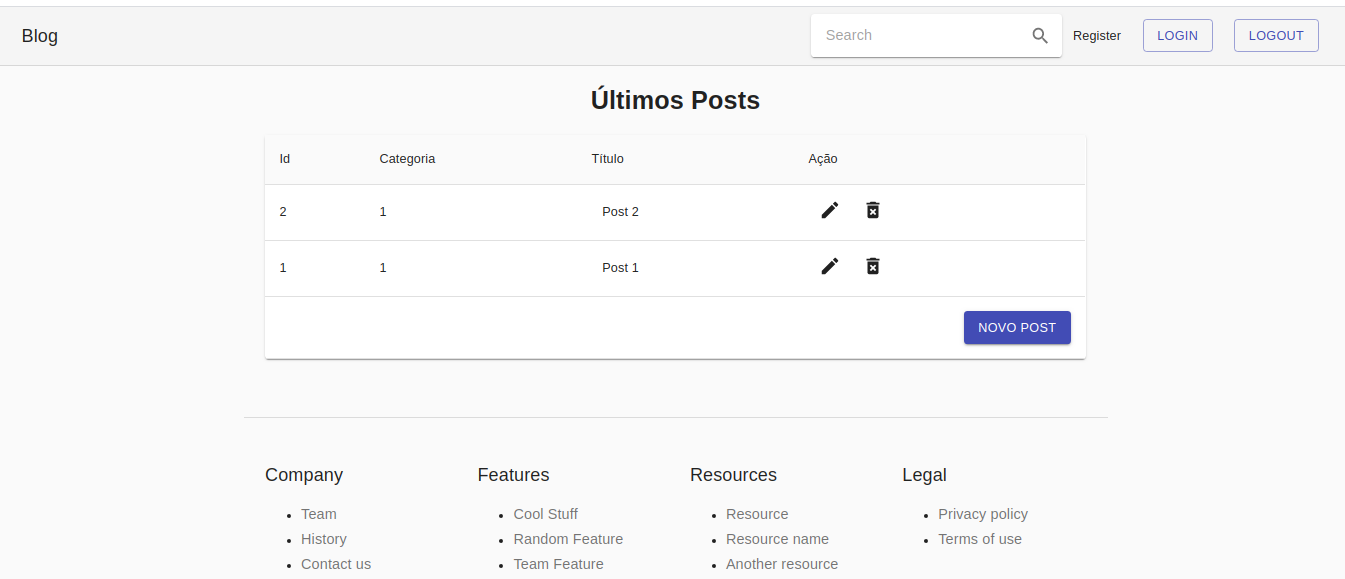 Blog Search Register LOGIN LOGOUT
Últimos Posts
Id Categoria Título Ação
2 1 Post 2
1 1 Post 1
NOVO POST
Company Features Resources Legal
Team Cool Stuff Resource Privacy policy
History Random Feature Resource name Terms of use
Contact us Team Feature Another resource